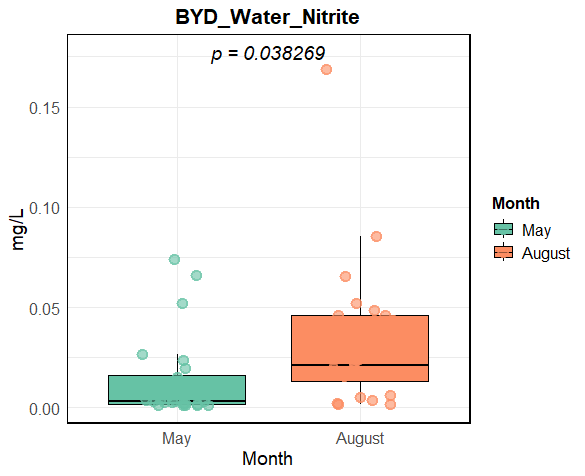 BYD_Water_Nitrite
p = 0.038269
0.15
0.10
0.05
0.00
mg/L
May
August
Month
Month
May
August